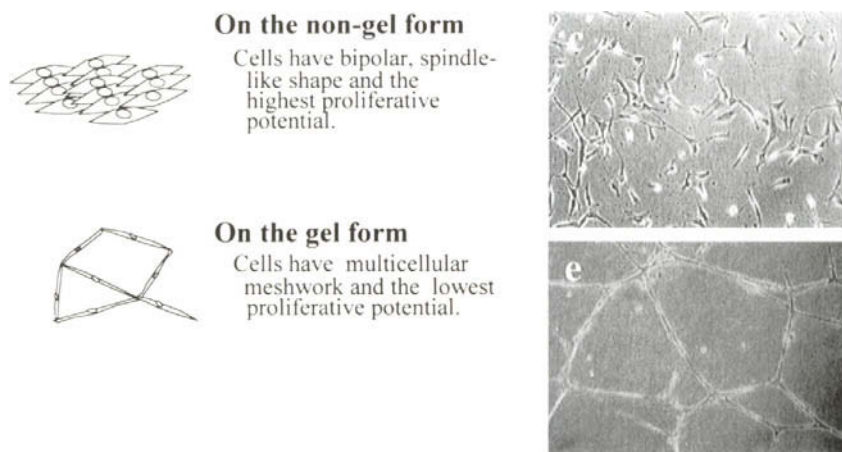 On the non-gel form
Cells have bipolar, spindle-
like shape and the
highest proliferative
potential.
c
On the gel form
Cells have multicellular
meshwork and the lowest
proliferative potential.
e